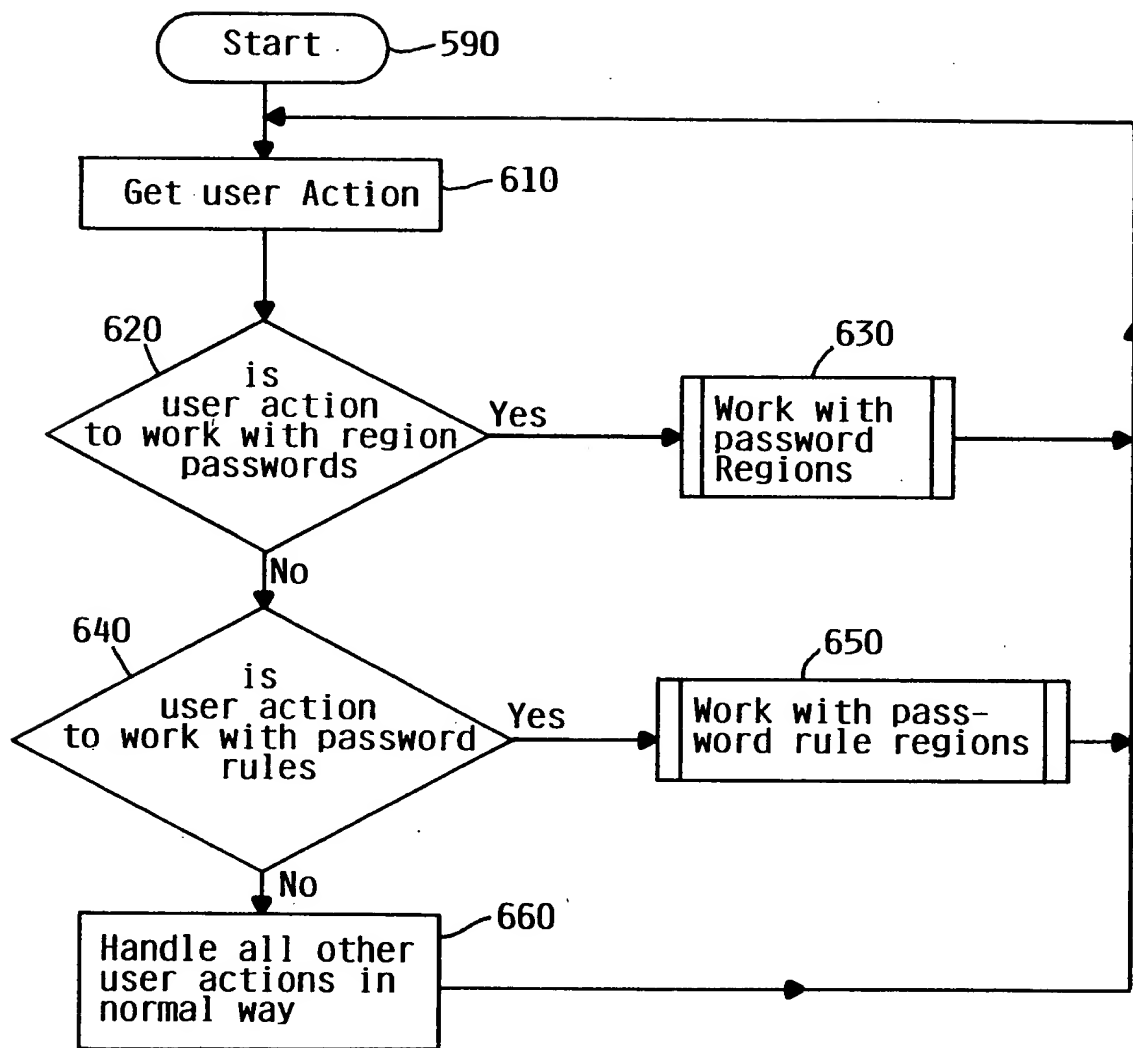 Start
590
Get user Action
610
620
is
user action
to work with region
passwords
Yes
630
Work with
password
Regions
No
640
is
user action
to work with password
rules
Yes
650
Work with pass-
word rule regions
No
660
Handle all other
user actions in
normal way